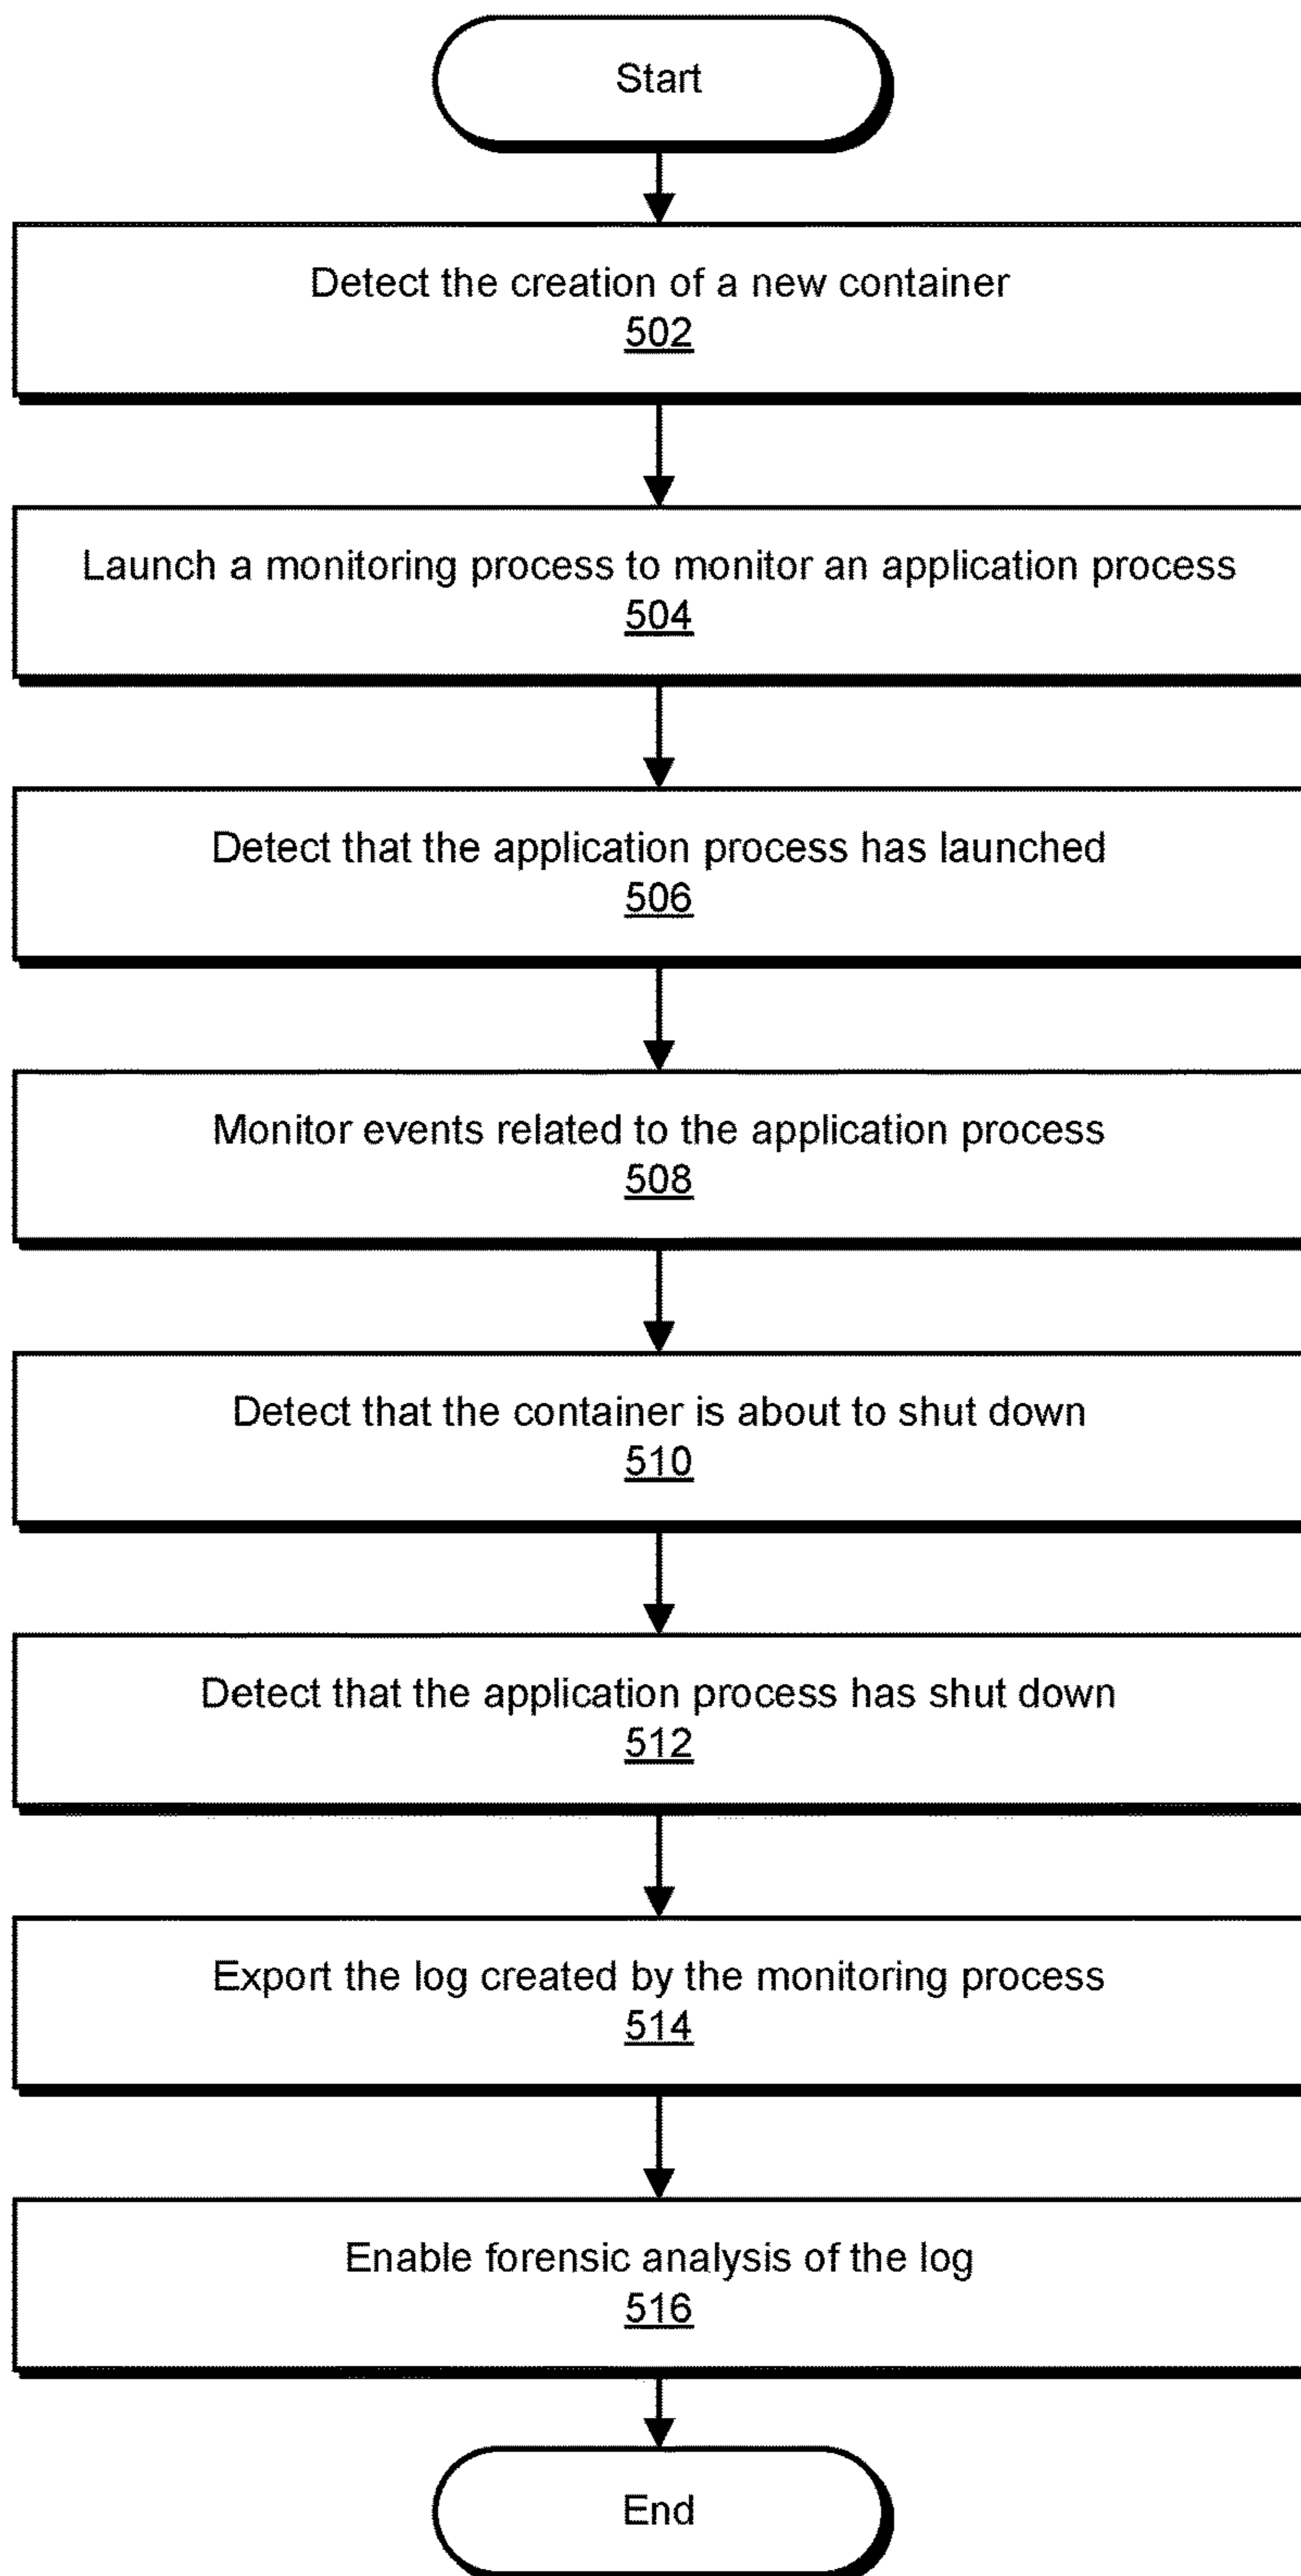 Start
Detect the creation of a new container
502
Launch a monitoring process to monitor an application process
504
Detect that the application process has launched
506
Monitor events related to the application process
508
Detect that the container is about to shut down
510
Detect that the application process has shut down
512
Export the log created by the monitoring process
514
Enable forensic analysis of the log
516
End